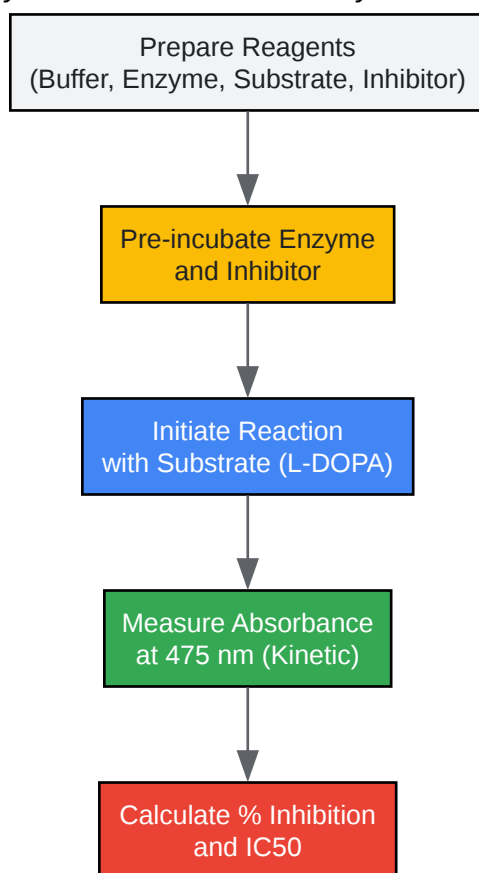 Prepare Reagents
(Buffer, Enzyme, Substrate, Inhibitor)
Pre-incubate Enzyme
and Inhibitor
Initiate Reaction
with Substrate (L-DOPA)
Measure Absorbance
at 475 nm (Kinetic)
Calculate % Inhibition
and IC50